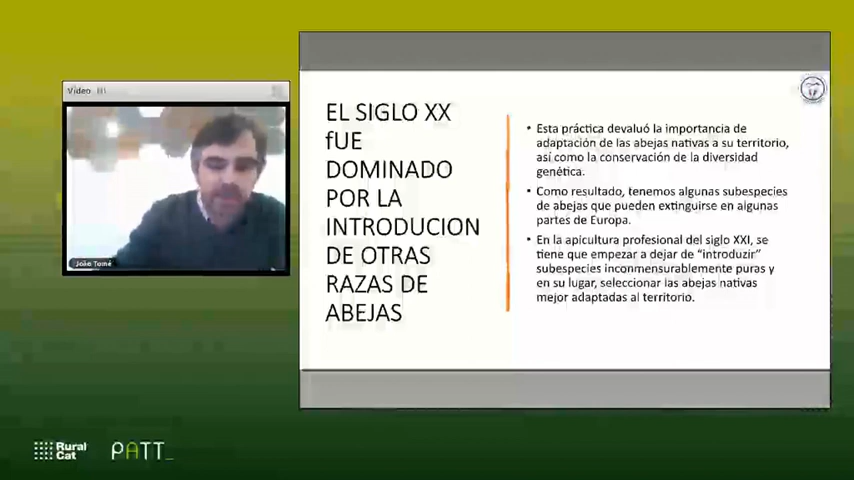 Vídeo
João Tomé
EL SIGLO XX
fUE
DOMINADO
POR LA
INTRODUCION
DE OTRAS
RAZAS DE
ABEJAS
• Esta práctica devaluó la importancia de
adaptación de las abejas nativas a su territorio,
así como la conservación de la diversidad
genética.
• Como resultado, tenemos algunas subespecies
de abejas que pueden extinguirse en algunas
partes de Europa.
• En la apicultura profesional del siglo XXI, se
tiene que empezar a dejar de “introduzir”
subespecies inconmensurablemente puras y
en su lugar, seleccionar las abejas nativas
mejor adaptadas al territorio.
Rural
Cat
PATT_